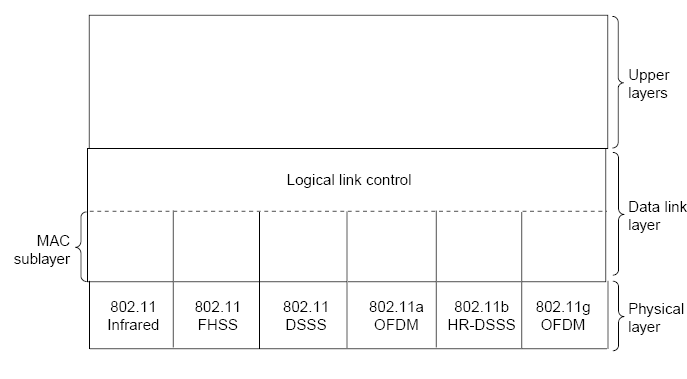 Upper
layers
Logical link control
Data link
layer
MAC
sublayer
802.11
Infrared
802.11
FHSS
802.11
DSSS
802.11a
OFDM
802.11b
HR-DSSS
802.11g
OFDM
Physical
layer